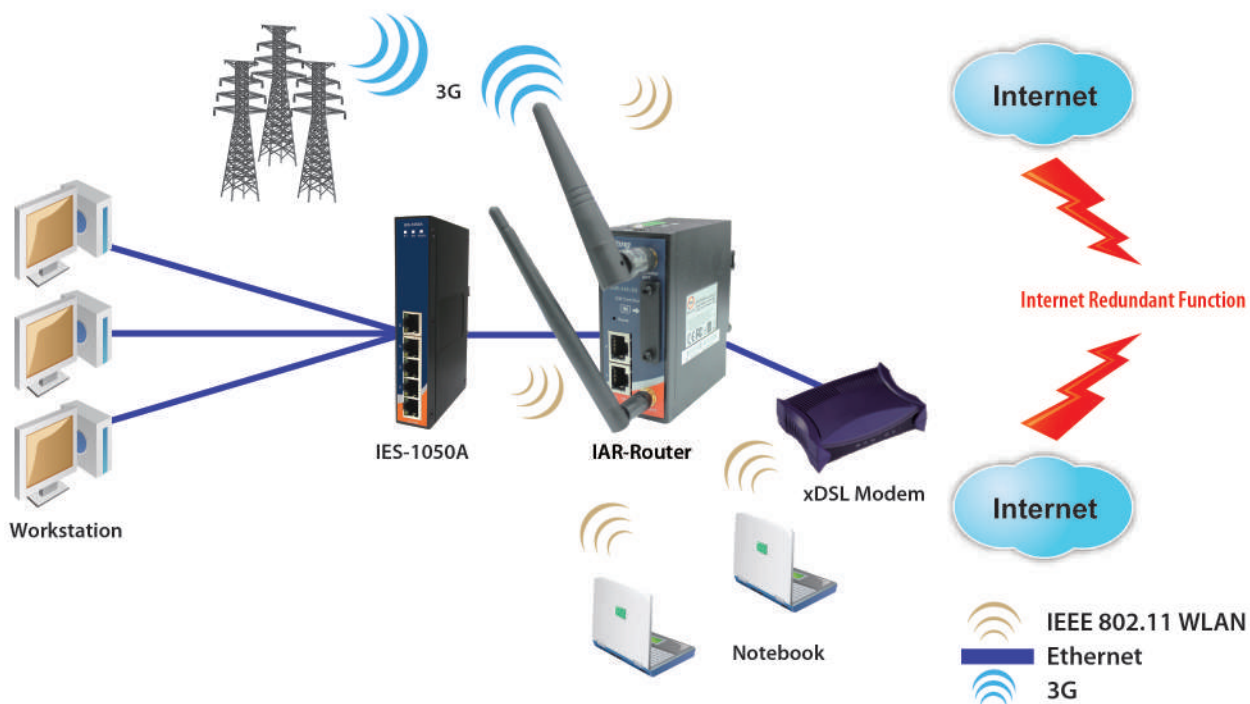 3G
Internet
Internet Redundant Function
IES-1050A
IAR-Router
xDSL Modem
Internet
Workstation
Notebook
IEEE 802.11 WLAN
Ethernet
3G